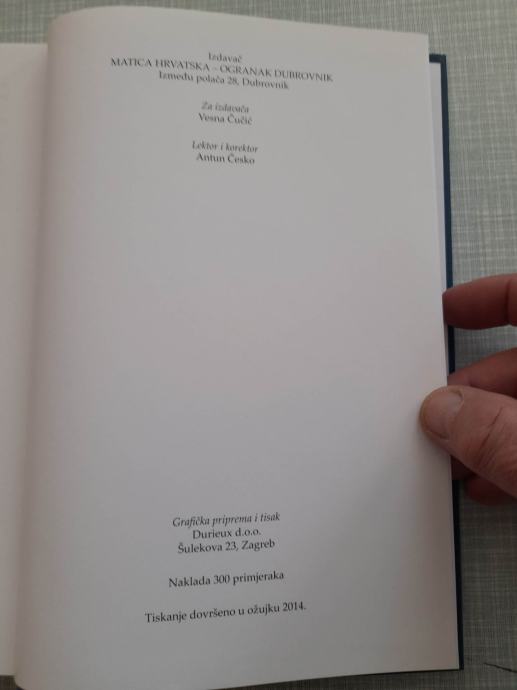 Izdavač
MATICA HRVATSKA – OGRANAK DUBROVNIK
Između polača 28, Dubrovnik
Za izdavača
Vesna Čučić
Lektor i korektor
Antun Česko
Grafička priprema i tisak
Durieux d.o.o.
Šulekova 23, Zagreb
Naklada 300 primjeraka
Tiskanje dovršeno u ožujku 2014.